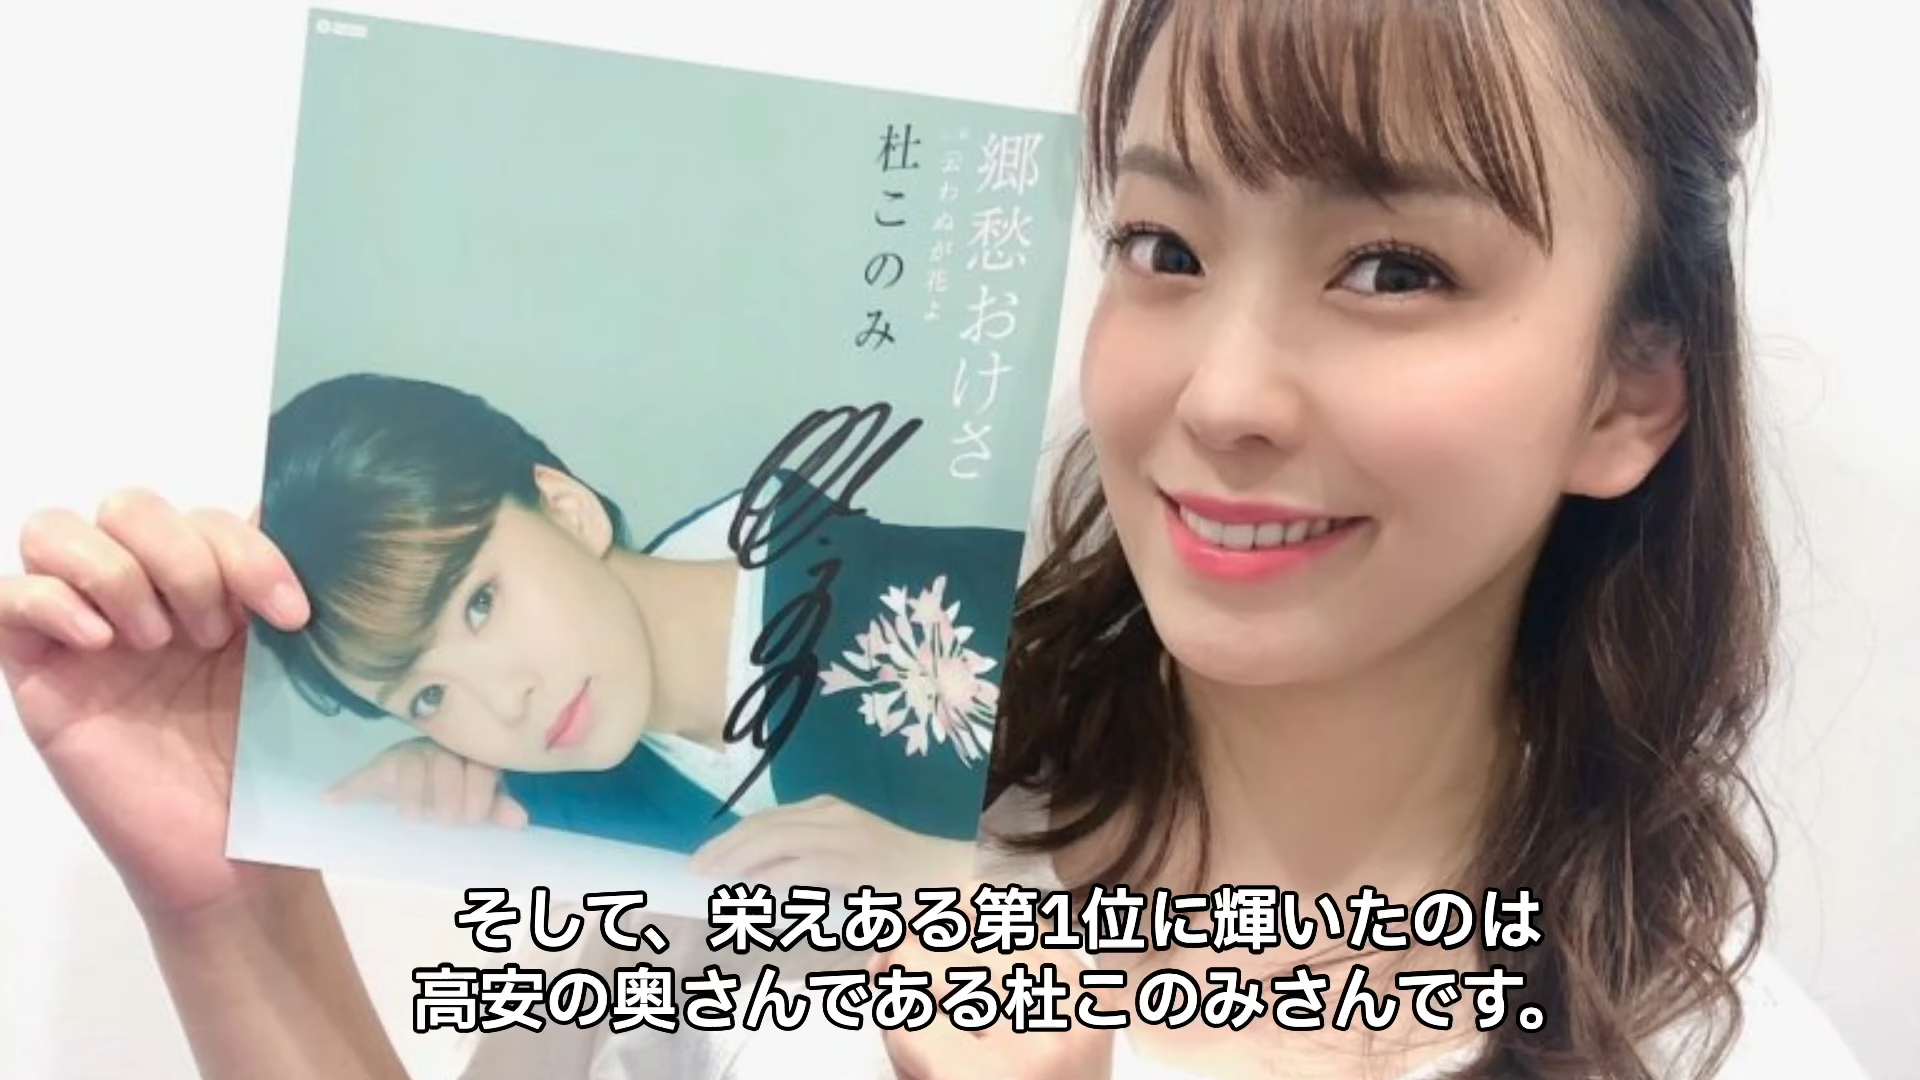 郷愁おけさ
云わぬが花よ
杜このみ
そして、栄えある第1位に輝いたのは
高安の奥さんである杜このみさんです。